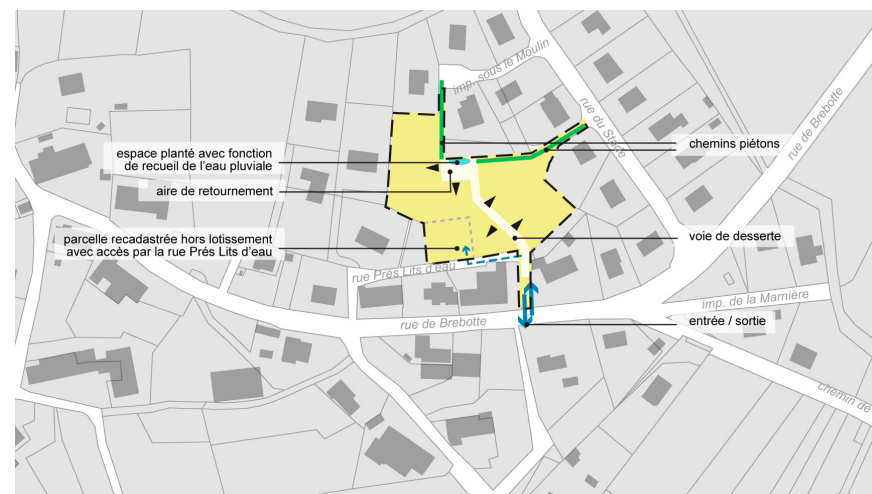 imp. sous le Moulin
rue du Stade
rue de Brebotte
chemins piétons
espace planté avec fonction
de recueil de l'eau pluviale
aire de retournement
parcelle recadastrée hors lotissement
avec accès par la rue Prés Lits d'eau
voie de desserte
rue Prés Lits d'eau
imp. de la Marnière
rue de Brebotte
entrée / sortie
chemin de